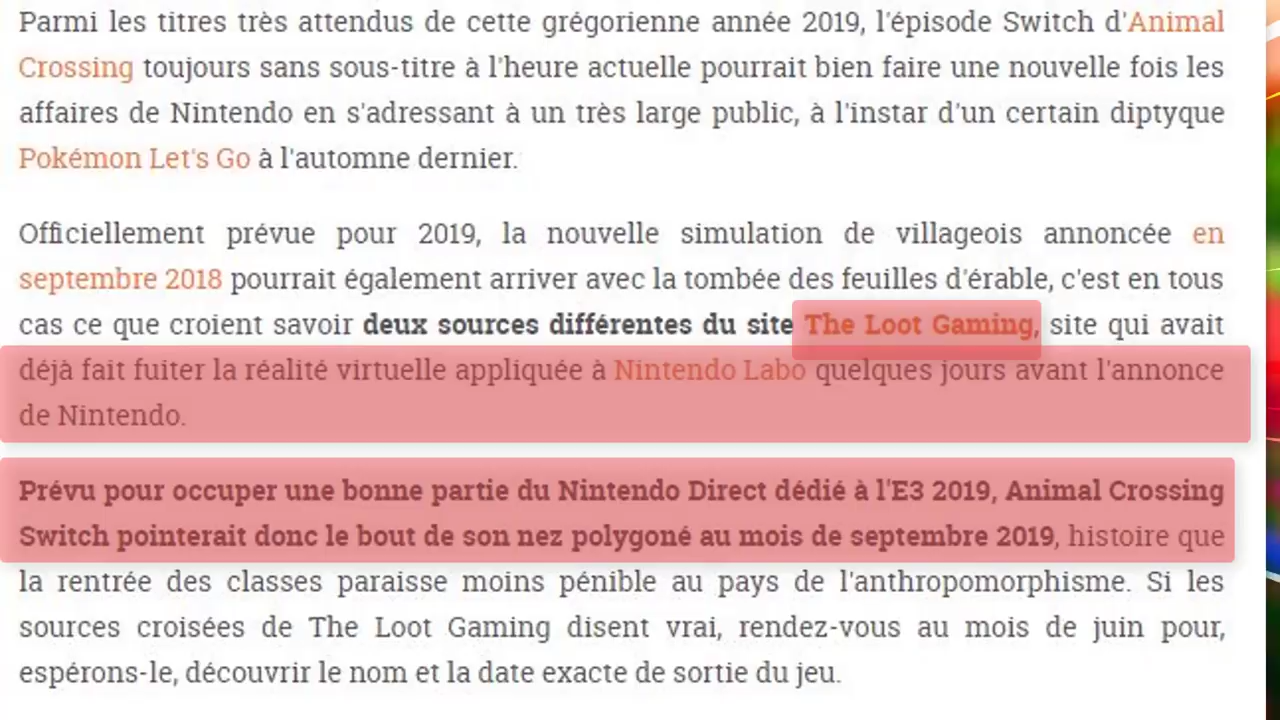 Parmi les titres très attendus de cette grégorienne année 2019, l'épisode Switch d'Animal
Crossing toujours sans sous-titre à l'heure actuelle pourrait bien faire une nouvelle fois les
affaires de Nintendo en s'adressant à un très large public, à l'instar d'un certain diptyque
Pokémon Let's Go à l'automne dernier.
Officiellement prévue pour 2019, la nouvelle simulation de villageois annoncée en
septembre 2018 pourrait également arriver avec la tombée des feuilles d'érable, c'est en tous
cas ce que croient savoir deux sources différentes du site The Loot Gaming, site qui avait
déjà fait fuiter la réalité virtuelle appliquée à Nintendo Labo quelques jours avant l'annonce
de Nintendo.
Prévu pour occuper une bonne partie du Nintendo Direct dédié à l'E3 2019, Animal Crossing
Switch pointerait donc le bout de son nez polygoné au mois de septembre 2019, histoire que
la rentrée des classes paraisse moins pénible au pays de l'anthropomorphisme. Si les
sources croisées de The Loot Gaming disent vrai, rendez-vous au mois de juin pour,
espérons-le, découvrir le nom et la date exacte de sortie du jeu.